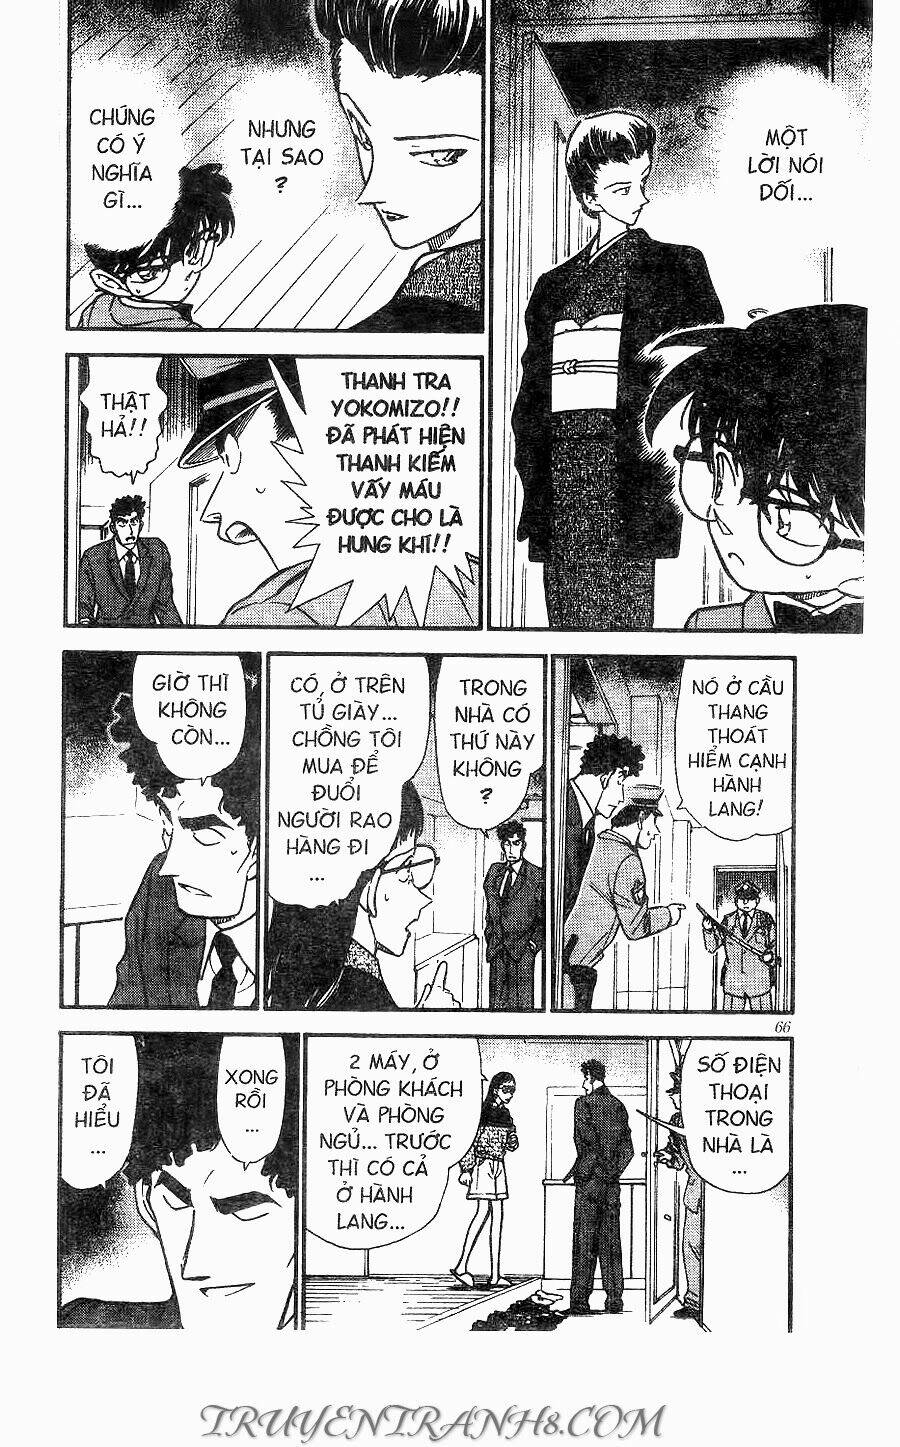 MỘT
LỜI NÓI
DỐI...
NHƯNG
TẠI SAO
?
CHÚNG
CÓ Ý
NGHĨA
GÌ...
THANH TRA
YOKOMIZO!!
ĐÃ PHÁT HIỆN
THANH KIẾM
VẤY MÁU
ĐƯỢC CHO LÀ
HUNG KHÍ!!
THẬT
HẢ!!
NÓ Ở CẦU
THANG
THOÁT
HIỂM CẠNH
HÀNH
LANG!
TRONG
NHÀ CÓ
THỨ NÀY
KHÔNG
?
CÓ, Ở TRÊN
TỦ GIÀY...
CHỒNG TÔI
MUA ĐỂ
ĐUỔI
NGƯỜI RAO
HÀNG ĐI
...
GIỜ THÌ
KHÔNG
CÒN...
66
SỐ ĐIỆN
THOẠI
TRONG
NHÀ LÀ
...
2 MÁY, Ở
PHÒNG KHÁCH
VÀ PHÒNG
NGỦ... TRƯỚC
THÌ CÓ CẢ
Ở HÀNH
LANG...
XONG
RỒI
...
TÔI
ĐÃ
HIỂU
...
TRUYENTRANH8.COM